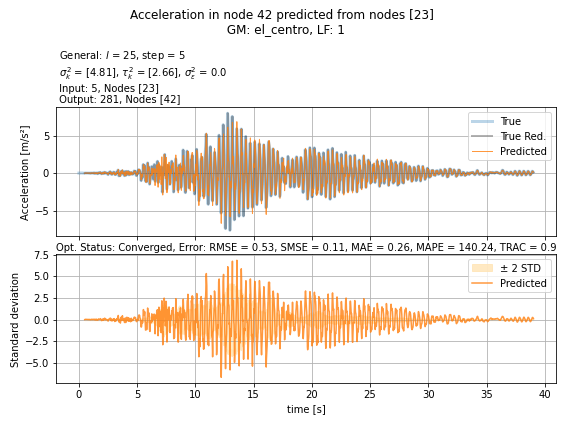 Acceleration in node 42 predicted from nodes [23]
GM: el_centro, LF: 1
General: l = 25, step = 5
σ²_k = [4.81], τ²_k = [2.66], σ²_ε = 0.0
Input: 5, Nodes [23]
Output: 281, Nodes [42]
Acceleration [m/s²]
5
0
−5
True
True Red.
Predicted
Opt. Status: Converged, Error: RMSE = 0.53, SMSE = 0.11, MAE = 0.26, MAPE = 140.24, TRAC = 0.9
Standard deviation
7.5
5.0
2.5
0.0
−2.5
−5.0
± 2 STD
Predicted
0 5 10 15 20 25 30 35 40
time [s]